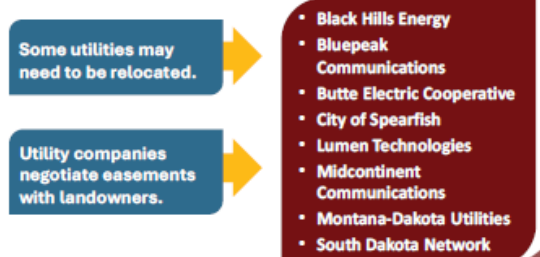 Some utilities may
need to be relocated.
Utility companies
negotiate easements
with landowners.
• Black Hills Energy
• Bluepeak
Communications
• Butte Electric Cooperative
• City of Spearfish
• Lumen Technologies
• Midcontinent
Communications
• Montana-Dakota Utilities
• South Dakota Network